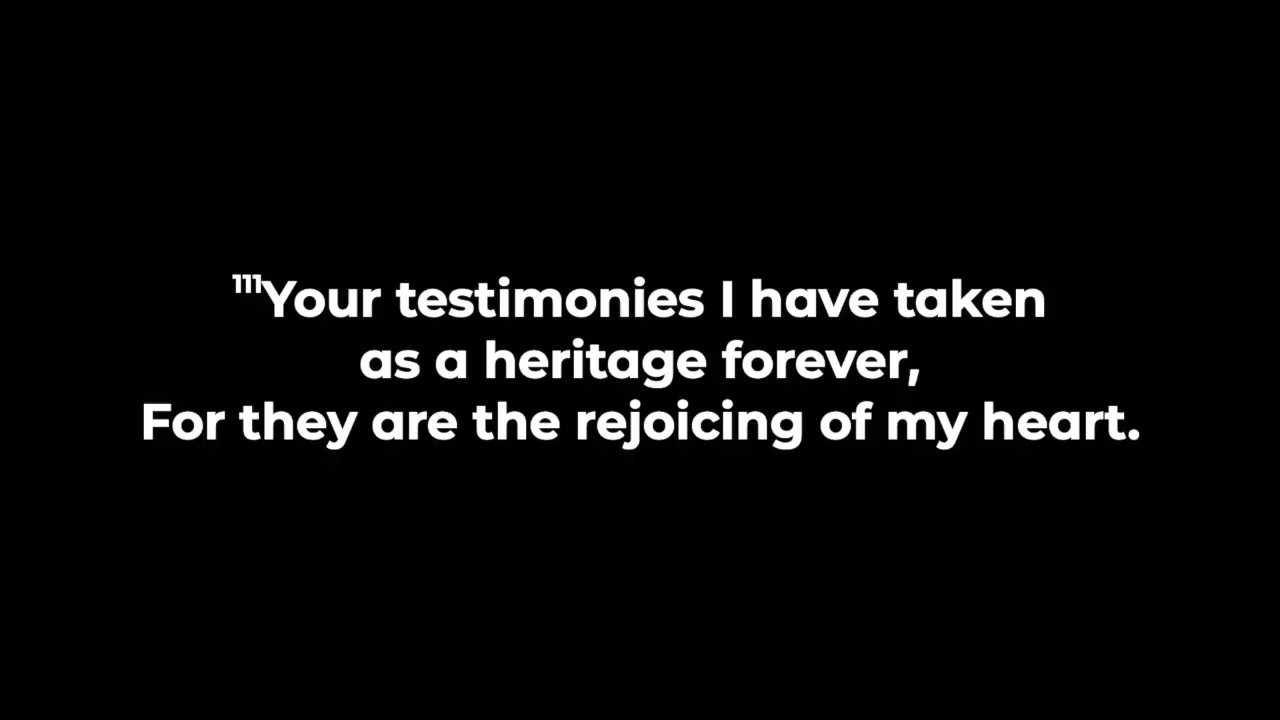 ¹¹¹Your testimonies I have taken
as a heritage forever,
For they are the rejoicing of my heart.